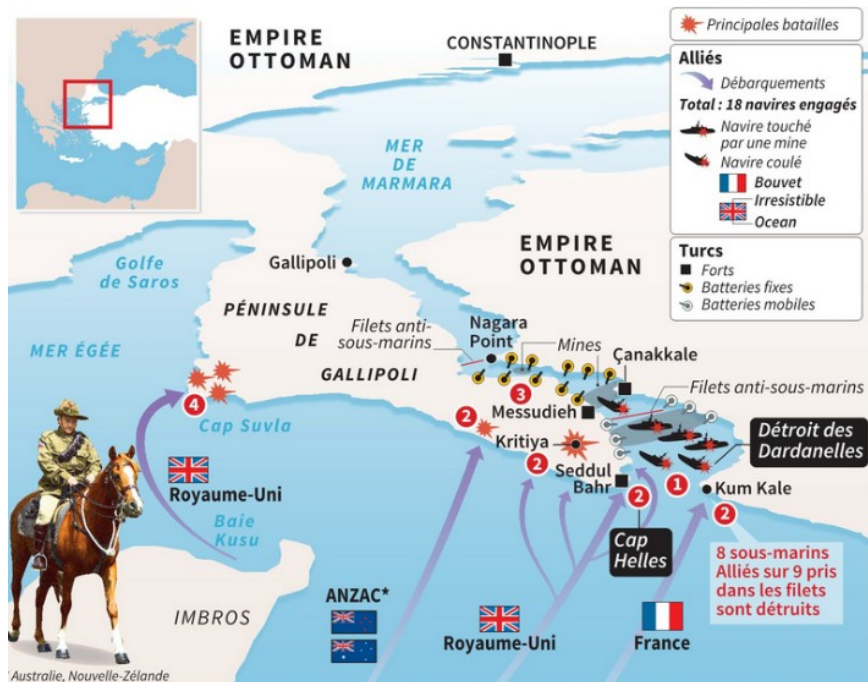 EMPIRE
OTTOMAN
CONSTANTINOPLE
MER
DE
MARMARA
Principales batailles
Alliés
Débarquements
Total : 18 navires engagés
Navire touché
par une mine
Navire coulé
Bouvet
Irresistible
Ocean
Turcs
Forts
Batteries fixes
Batteries mobiles
Golfe
de Saros
Gallipoli
EMPIRE
OTTOMAN
PÉNINSULE
DE
GALLIPOLI
MER ÉGÉE
Filets anti-
sous-marins
Nagara
Point
Mines
Çanakkale
Filets anti-sous-marins
3
Messudieh
4
Cap Suvla
2
Kritiya
2
Détroit des
Dardanelles
Seddul
Bahr
2
1
Kum Kale
2
Royaume-Uni
Baie
Kusu
Cap
Helles
8 sous-marins
Alliés sur 9 pris
dans les filets
sont détruits
IMBROS
ANZAC*
Royaume-Uni
France
Australie, Nouvelle-Zélande